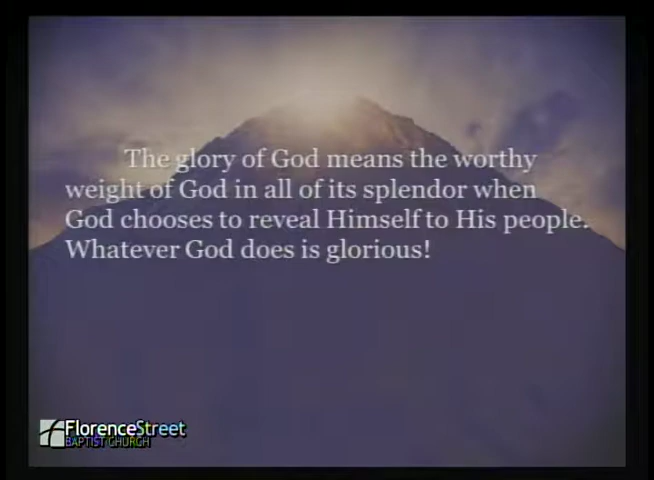 The glory of God means the worthy
weight of God in all of its splendor when
God chooses to reveal Himself to His people.
Whatever God does is glorious!
FlorenceStreet
BAPTIST CHURCH